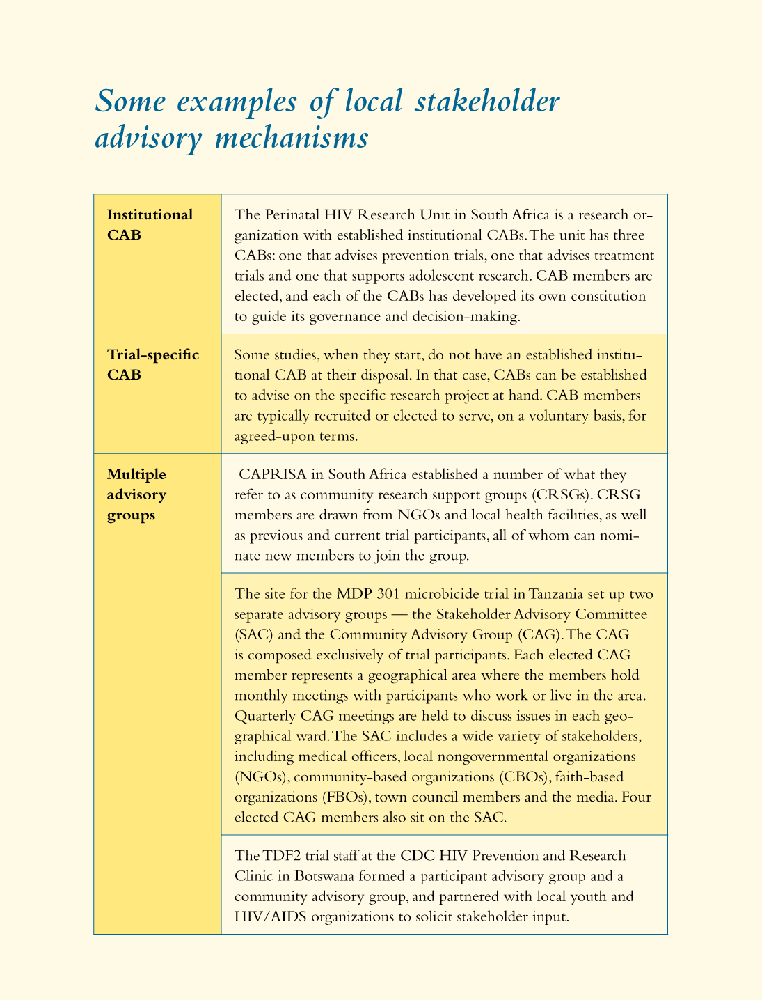 Some examples of local stakeholder
advisory mechanisms
Institutional
CAB
The Perinatal HIV Research Unit in South Africa is a research or-
ganization with established institutional CABs. The unit has three
CABs: one that advises prevention trials, one that advises treatment
trials and one that supports adolescent research. CAB members are
elected, and each of the CABs has developed its own constitution
to guide its governance and decision-making.
Trial-specific
CAB
Some studies, when they start, do not have an established institu-
tional CAB at their disposal. In that case, CABs can be established
to advise on the specific research project at hand. CAB members
are typically recruited or elected to serve, on a voluntary basis, for
agreed-upon terms.
Multiple
advisory
groups
CAPRISA in South Africa established a number of what they
refer to as community research support groups (CRSGs). CRSG
members are drawn from NGOs and local health facilities, as well
as previous and current trial participants, all of whom can nomi-
nate new members to join the group.
The site for the MDP 301 microbicide trial in Tanzania set up two
separate advisory groups — the Stakeholder Advisory Committee
(SAC) and the Community Advisory Group (CAG). The CAG
is composed exclusively of trial participants. Each elected CAG
member represents a geographical area where the members hold
monthly meetings with participants who work or live in the area.
Quarterly CAG meetings are held to discuss issues in each geo-
graphical ward. The SAC includes a wide variety of stakeholders,
including medical officers, local nongovernmental organizations
(NGOs), community-based organizations (CBOs), faith-based
organizations (FBOs), town council members and the media. Four
elected CAG members also sit on the SAC.
The TDF2 trial staff at the CDC HIV Prevention and Research
Clinic in Botswana formed a participant advisory group and a
community advisory group, and partnered with local youth and
HIV/AIDS organizations to solicit stakeholder input.